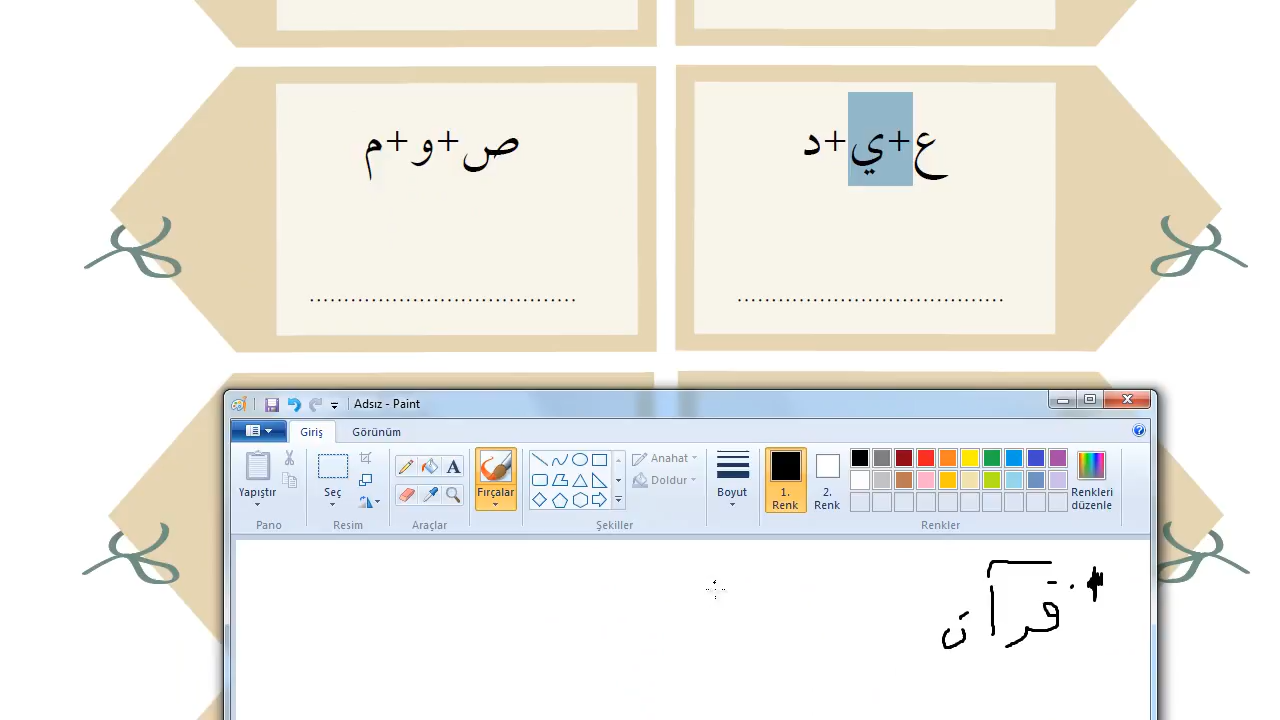 ع+ي+د
ص+و+م
.......................................
.......................................
Adsız - Paint
Giriş
Görünüm
Yapıştır
Seç
Fırçalar
Anahat
Doldur
Boyut
1.
Renk
2.
Renk
Renkleri
düzenle
Pano
Resim
Araçlar
Şekiller
Renkler
قرآن